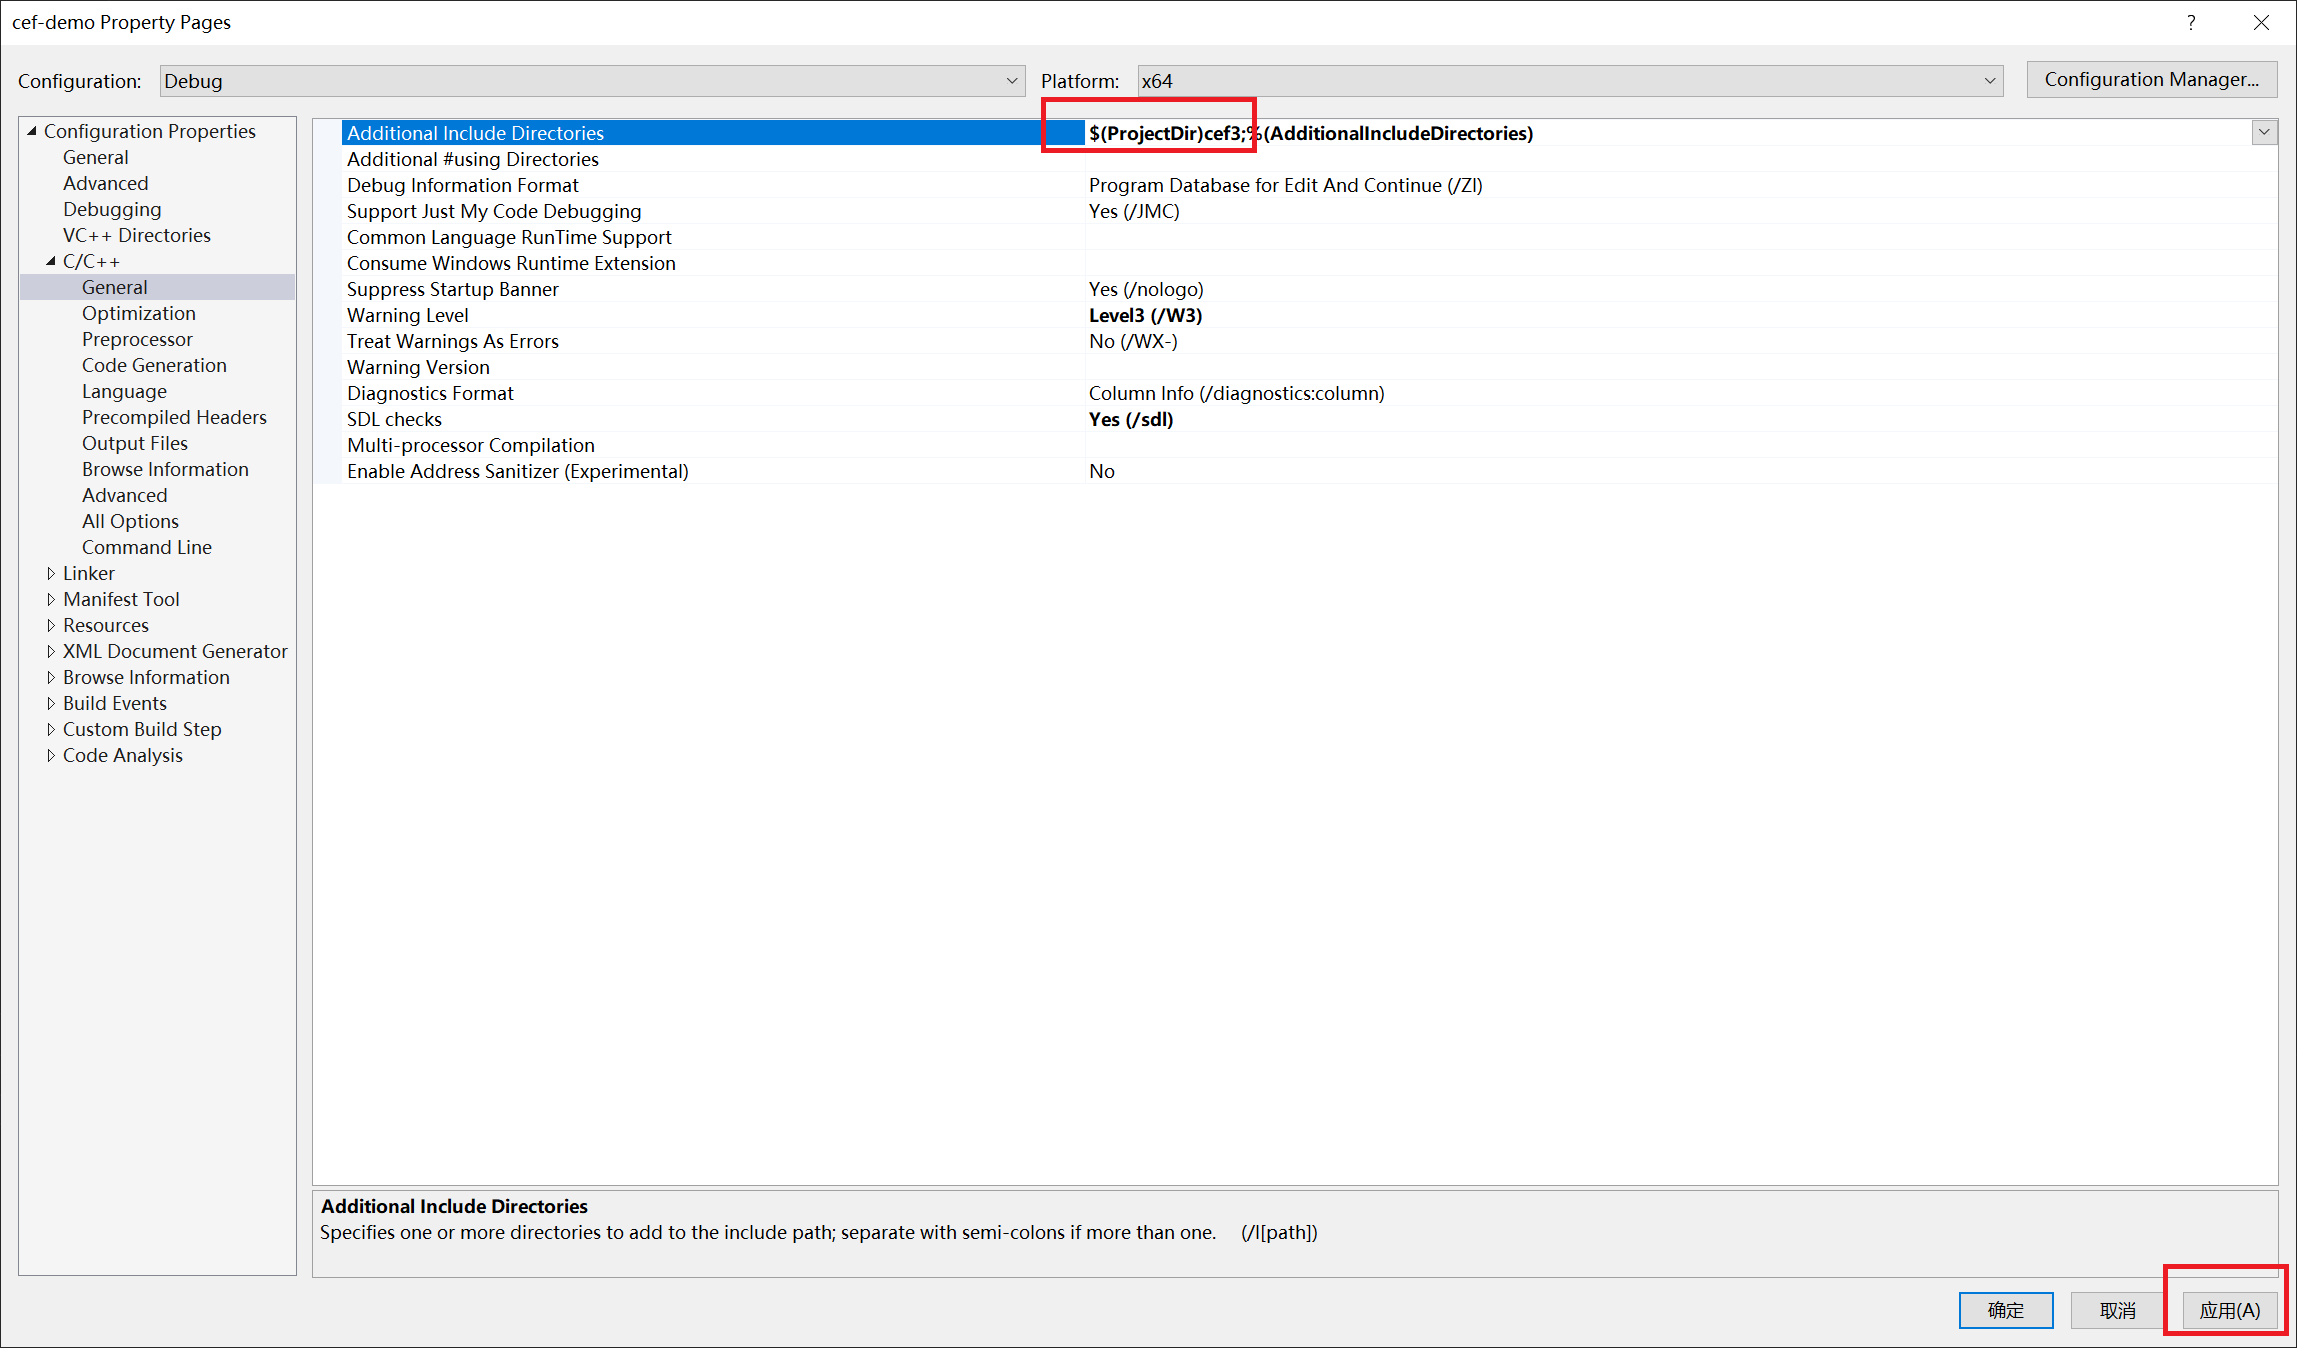 cef-demo Property Pages
?
Configuration: Debug Platform: x64 Configuration Manager...
Configuration Properties
General
Advanced
Debugging
VC++ Directories
C/C++
General
Optimization
Preprocessor
Code Generation
Language
Precompiled Headers
Output Files
Browse Information
Advanced
All Options
Command Line
Linker
Manifest Tool
Resources
XML Document Generator
Browse Information
Build Events
Custom Build Step
Code Analysis
Additional Include Directories $(ProjectDir)cef3;%(AdditionalIncludeDirectories)
Additional #using Directories
Debug Information Format Program Database for Edit And Continue (/ZI)
Support Just My Code Debugging Yes (/JMC)
Common Language RunTime Support
Consume Windows Runtime Extension
Suppress Startup Banner Yes (/nologo)
Warning Level Level3 (/W3)
Treat Warnings As Errors No (/WX-)
Warning Version
Diagnostics Format Column Info (/diagnostics:column)
SDL checks Yes (/sdl)
Multi-processor Compilation
Enable Address Sanitizer (Experimental) No
Additional Include Directories
Specifies one or more directories to add to the include path; separate with semi-colons if more than one. (/I[path])
确定 取消 应用(A)